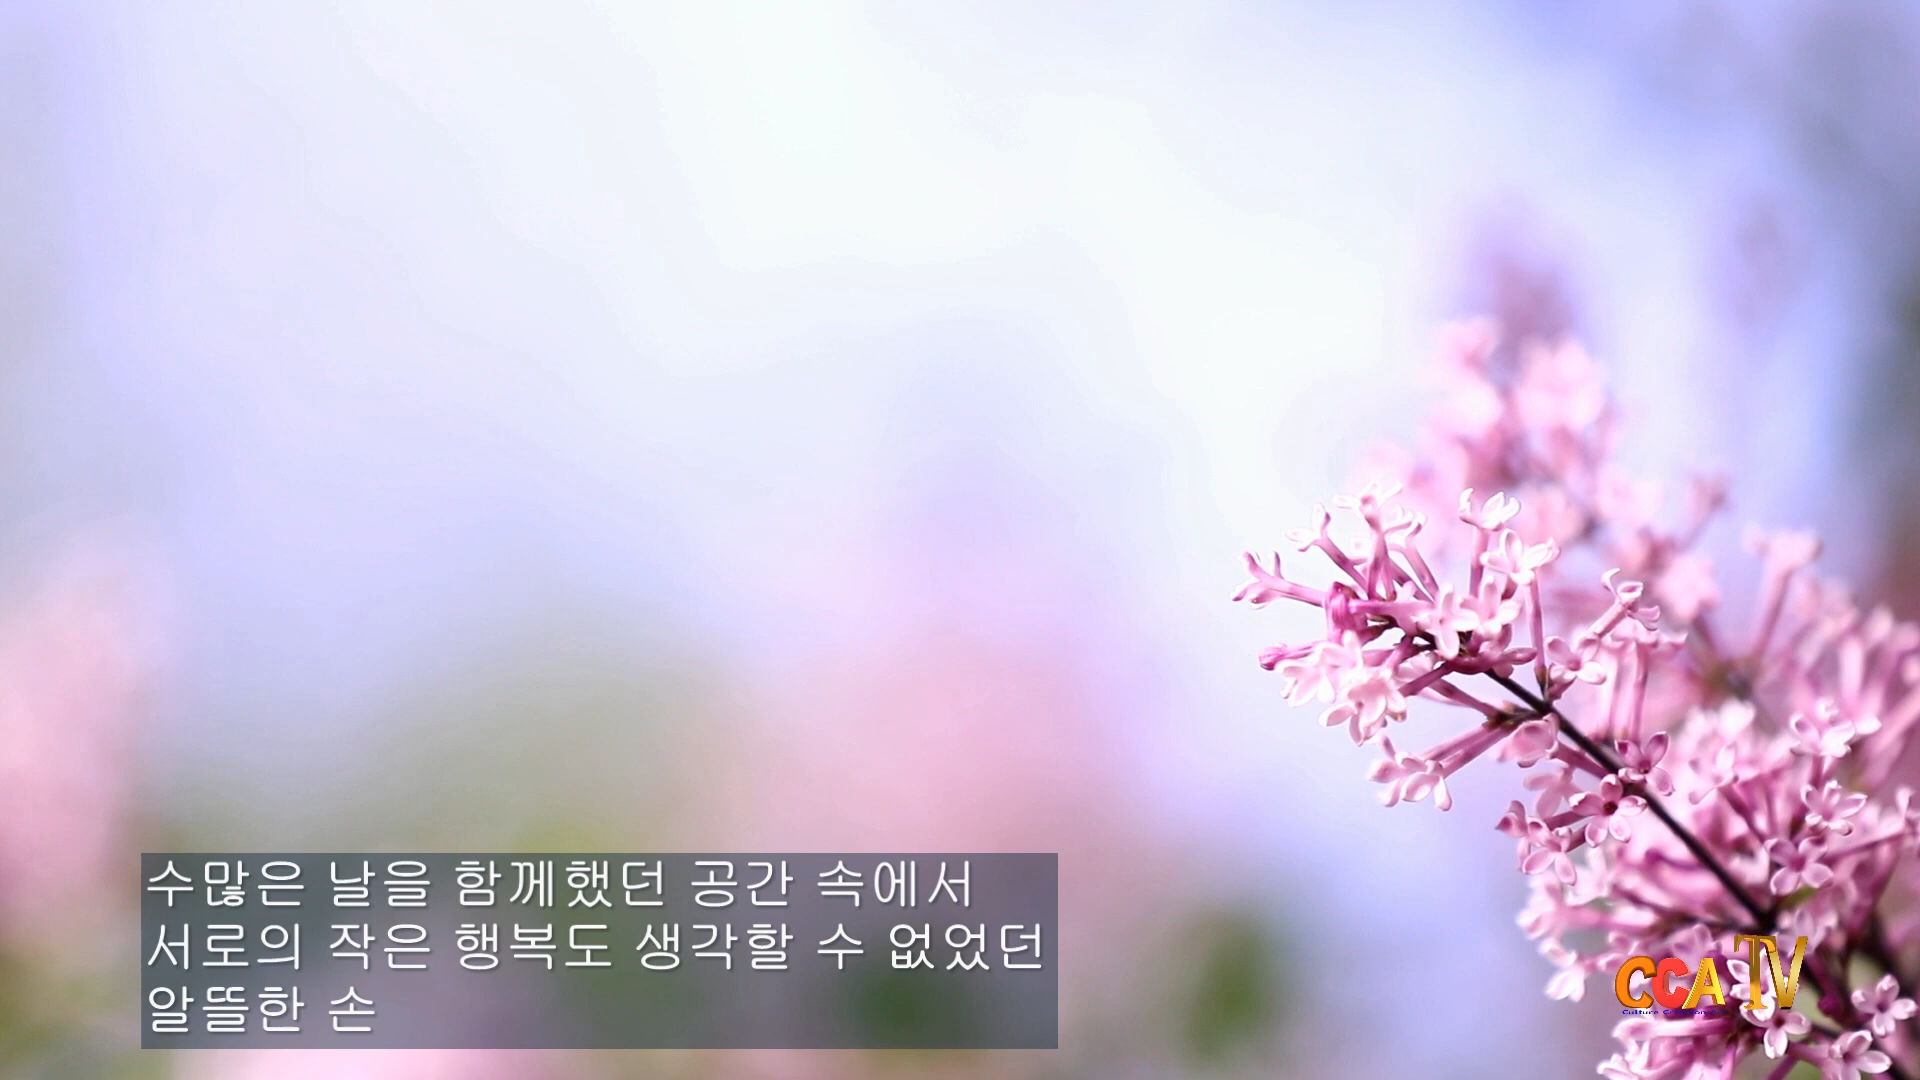 수많은 날을 함께했던 공간 속에서
서로의 작은 행복도 생각할 수 없었던
알뜰한 손
CCA TV